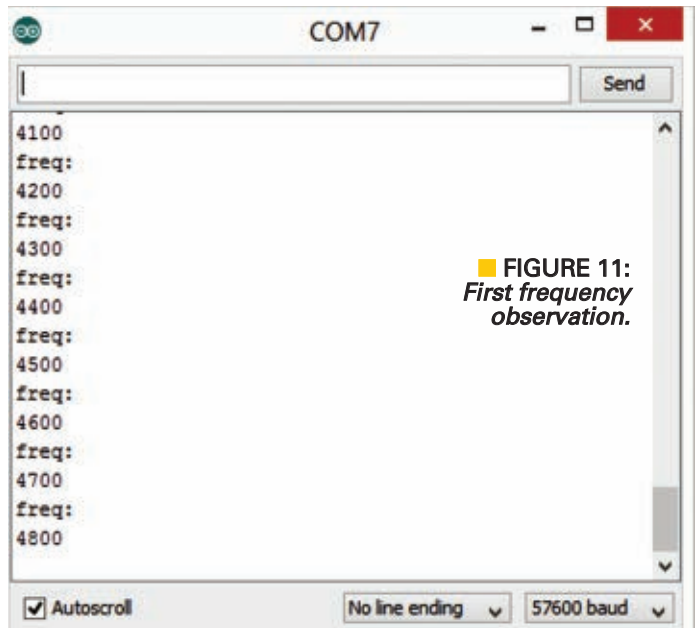 COM7
Send
4100
freq:
4200
freq:
4300
freq:
4400
freq:
4500
freq:
4600
freq:
4700
freq:
4800
FIGURE 11:
First frequency
observation.
Autoscroll
No line ending
57600 baud